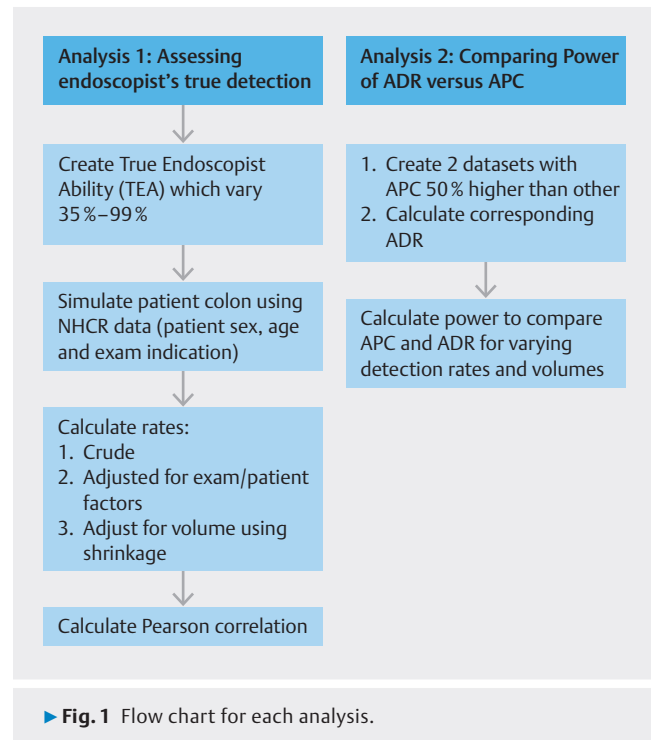 Analysis 1: Assessing
endoscopist's true detection
Create True Endoscopist
Ability (TEA) which vary
35 %–99 %
Simulate patient colon using
NHCR data (patient sex, age
and exam indication)
Calculate rates:
1. Crude
2. Adjusted for exam/patient
factors
3. Adjust for volume using
shrinkage
Calculate Pearson correlation
Analysis 2: Comparing Power
of ADR versus APC
1. Create 2 datasets with
APC 50 % higher than other
2. Calculate corresponding
ADR
Calculate power to compare
APC and ADR for varying
detection rates and volumes
▶ Fig. 1 Flow chart for each analysis.